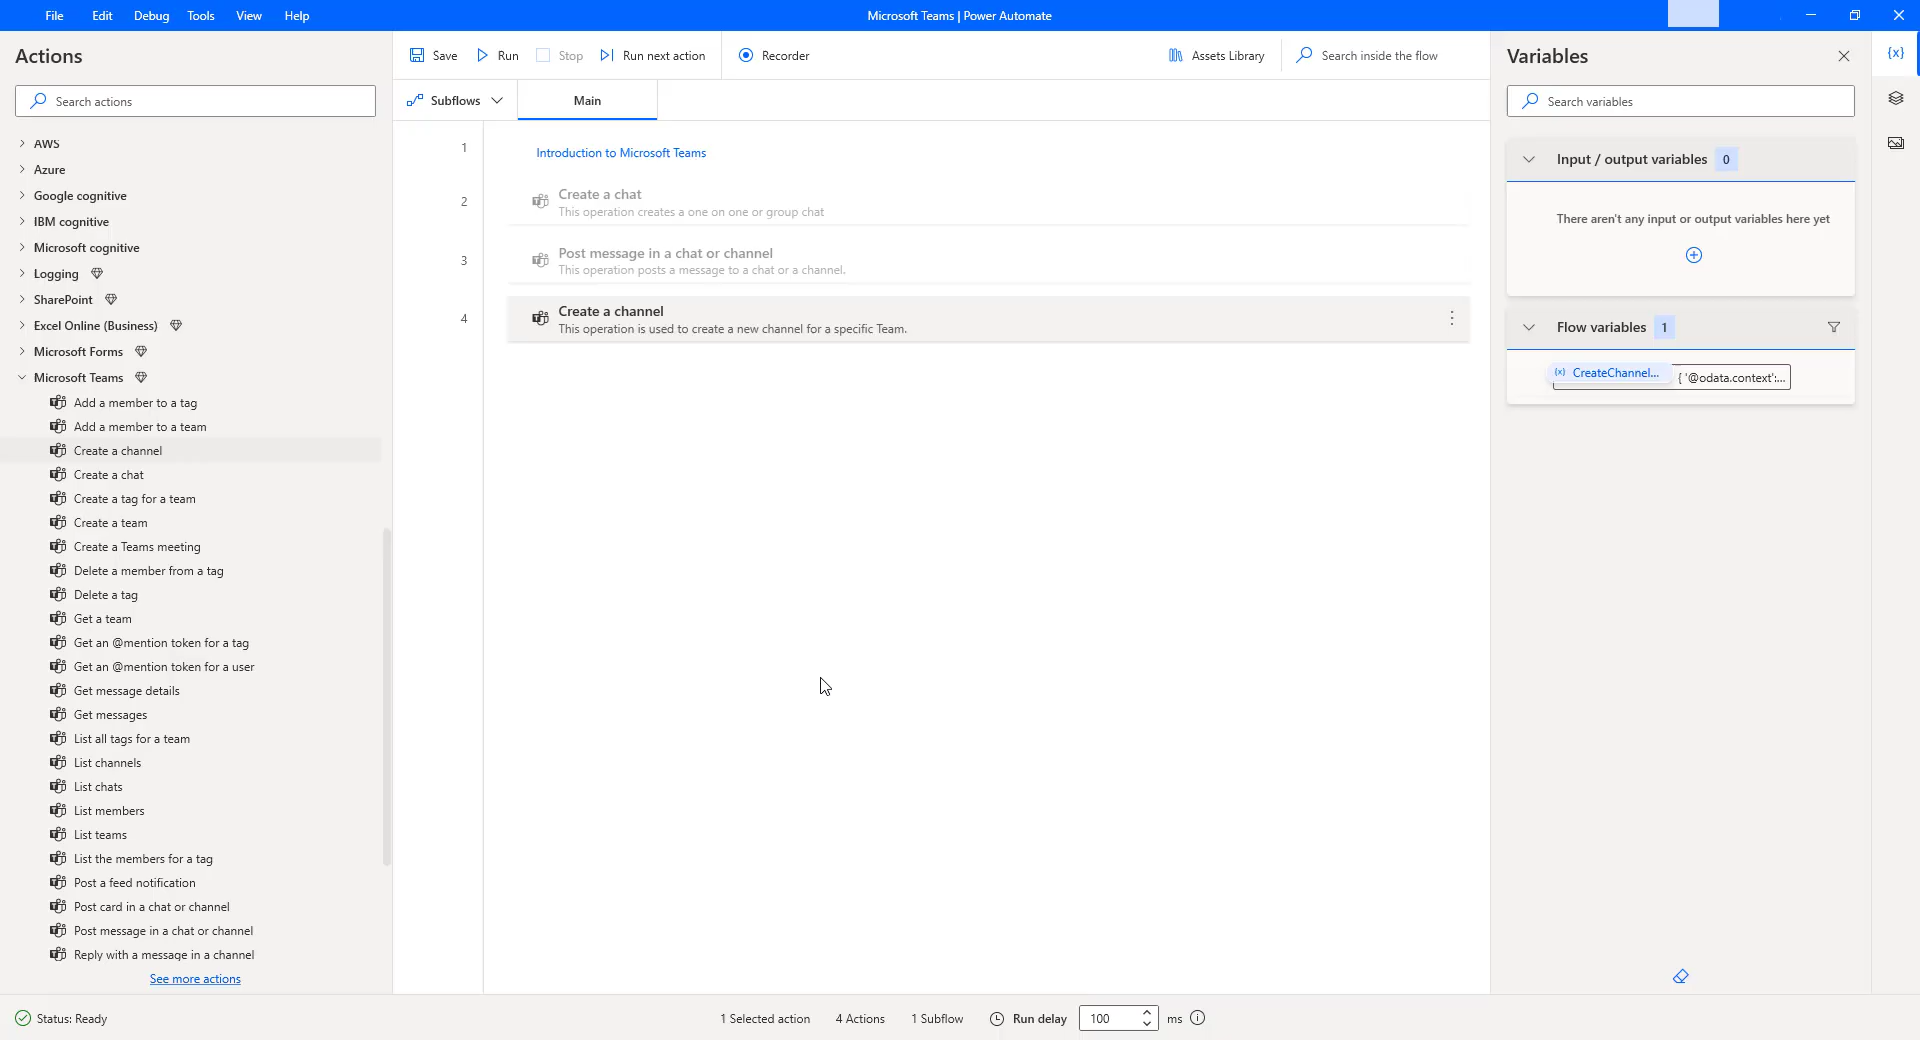 File Edit Debug Tools View Help
Microsoft Teams | Power Automate
Actions
Search actions
AWS
Azure
Google cognitive
IBM cognitive
Microsoft cognitive
Logging
SharePoint
Excel Online (Business)
Microsoft Forms
Microsoft Teams
Add a member to a tag
Add a member to a team
Create a channel
Create a chat
Create a tag for a team
Create a team
Create a Teams meeting
Delete a member from a tag
Delete a tag
Get a team
Get an @mention token for a tag
Get an @mention token for a user
Get message details
Get messages
List all tags for a team
List channels
List chats
List members
List teams
List the members for a tag
Post a feed notification
Post card in a chat or channel
Post message in a chat or channel
Reply with a message in a channel
See more actions
Save Run Stop Run next action Recorder Assets Library Search inside the flow
Subflows Main
1 Introduction to Microsoft Teams
2 Create a chat
This operation creates a one on one or group chat
3 Post message in a chat or channel
This operation posts a message to a chat or a channel.
4 Create a channel
This operation is used to create a new channel for a specific Team.
Variables
{x}
Search variables
Input / output variables 0
There aren't any input or output variables here yet
Flow variables 1
(x) CreateChannel... { '@odata.context':...
Status: Ready 1 Selected action 4 Actions 1 Subflow Run delay 100 ms